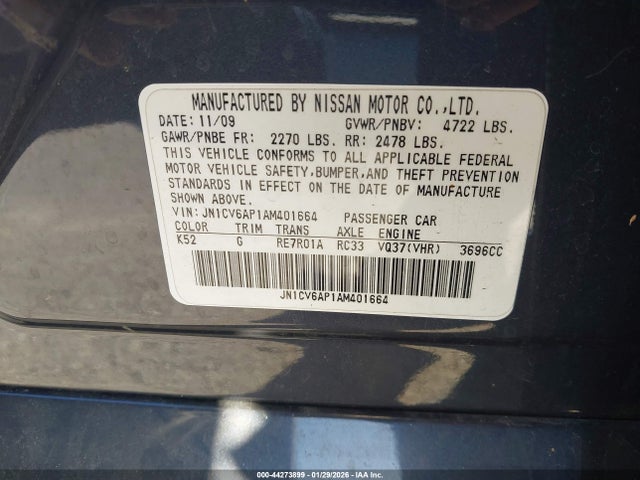 MANUFACTURED BY NISSAN MOTOR CO.,LTD.
DATE: 11/09 GVWR/PNBV: 4722 LBS.
GAWR/PNBE FR: 2270 LBS. RR: 2478 LBS.
THIS VEHICLE CONFORMS TO ALL APPLICABLE FEDERAL
MOTOR VEHICLE SAFETY, BUMPER, AND THEFT PREVENTION
STANDARDS IN EFFECT ON THE DATE OF MANUFACTURE
SHOWN ABOVE.
VIN: JN1CV6AP1AM401664 PASSENGER CAR
COLOR TRIM TRANS AXLE ENGINE
K52 G RE7R01A RC33 VQ37(VHR) 3696CC
JN1CV6AP1AM401664
000-44273899 - 01/29/2026 - IAA Inc.